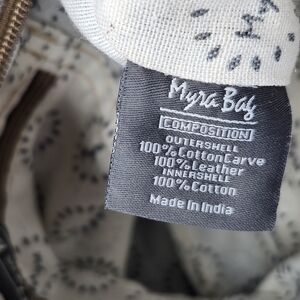 Myra Bag
COMPOSITION
OUTERSHELL
100% CottonCarve
100% Leather
INNERSHELL
100% Cotton
Made in India